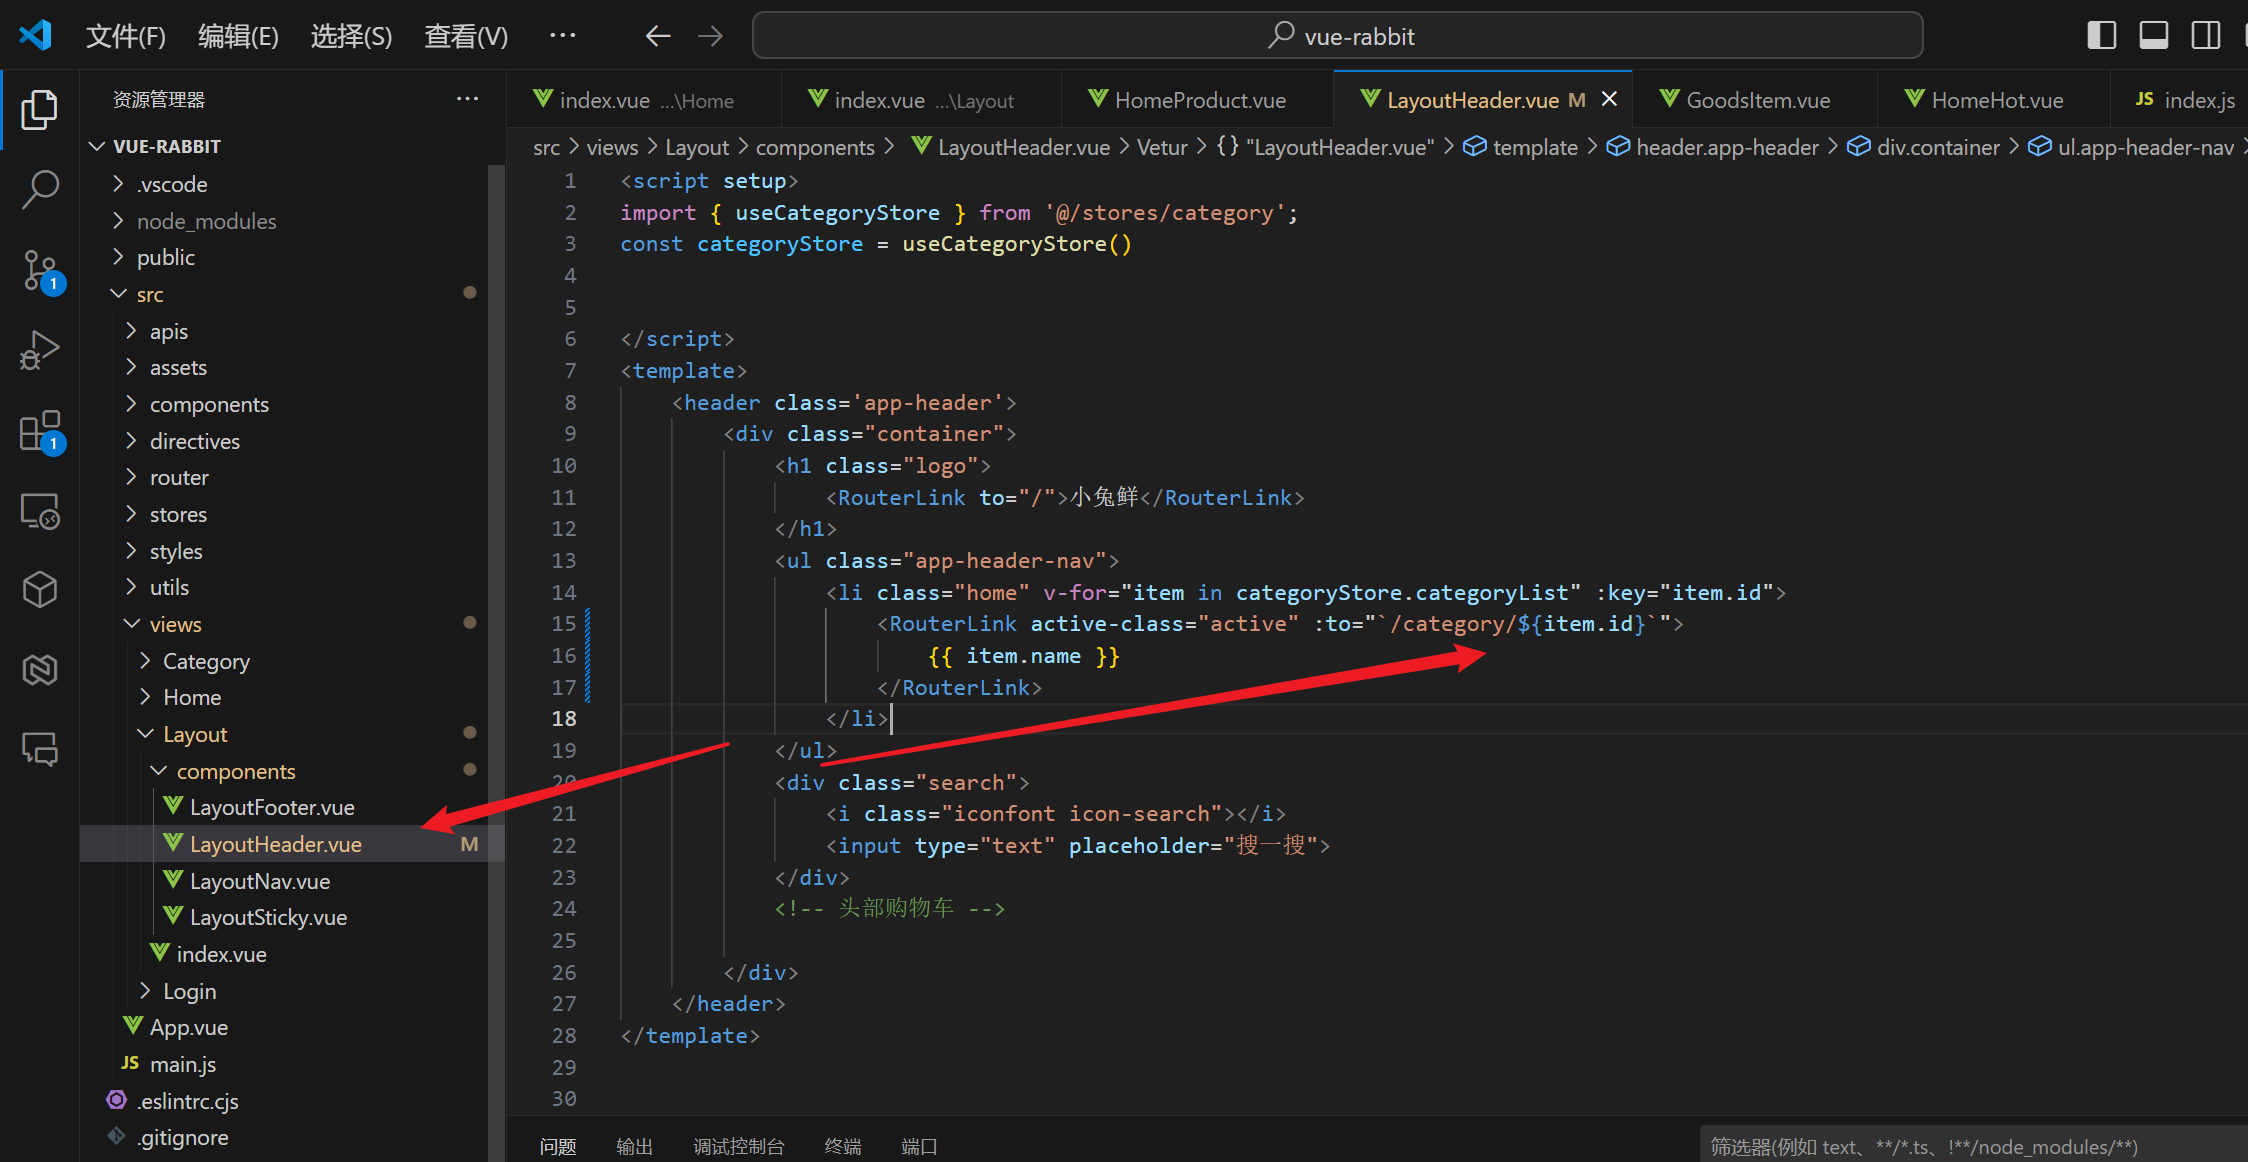 文件(F) 编辑(E) 选择(S) 查看(V) ··· vue-rabbit
资源管理器 ···
VUE-RABBIT
.vscode
node_modules
public
src
apis
assets
components
directives
router
stores
styles
utils
views
Category
Home
Layout
components
LayoutFooter.vue
LayoutHeader.vue M
LayoutNav.vue
LayoutSticky.vue
index.vue
Login
App.vue
JS main.js
.eslintrc.cjs
.gitignore
1
1
index.vue ...\Home index.vue ...\Layout HomeProduct.vue LayoutHeader.vue M GoodsItem.vue HomeHot.vue JS index.js
src > views > Layout > components > LayoutHeader.vue > Vetur > {} "LayoutHeader.vue" > template > header.app-header > div.container > ul.app-header-nav
1 <script setup>
2 import { useCategoryStore } from '@/stores/category';
3 const categoryStore = useCategoryStore()
4
5
6 </script>
7 <template>
8 <header class='app-header'>
9 <div class="container">
10 <h1 class="logo">
11 <RouterLink to="/">小兔鲜</RouterLink>
12 </h1>
13 <ul class="app-header-nav">
14 <li class="home" v-for="item in categoryStore.categoryList" :key="item.id">
15 <RouterLink active-class="active" :to="`/category/${item.id}`">
16 {{ item.name }}
17 </RouterLink>
18 </li>
19 </ul>
20 <div class="search">
21 <i class="iconfont icon-search"></i>
22 <input type="text" placeholder="搜一搜">
23 </div>
24 <!-- 头部购物车 -->
25
26 </div>
27 </header>
28 </template>
29
30
问题 输出 调试控制台 终端 端口 筛选器(例如 text、**/*.ts、!**/node_modules/**)